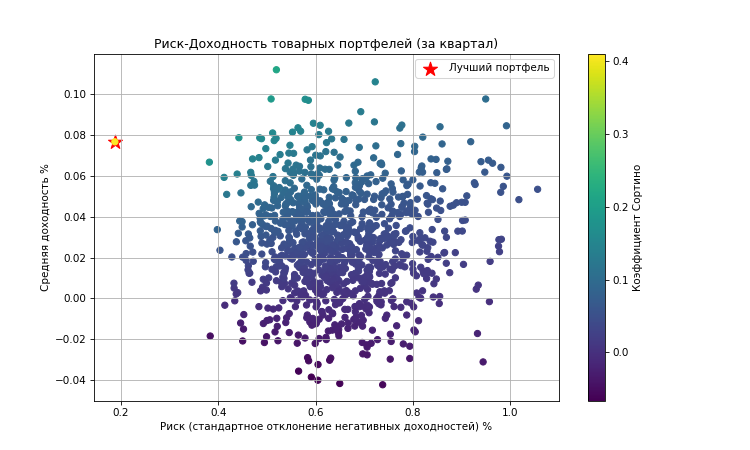 Риск-Доходность товарных портфелей (за квартал)
Лучший портфель
Средняя доходность %
0.10
0.08
0.06
0.04
0.02
0.00
−0.02
−0.04
0.2 0.4 0.6 0.8 1.0
Риск (стандартное отклонение негативных доходностей) %
0.4
0.3
0.2
0.1
0.0
Коэффициент Сортино